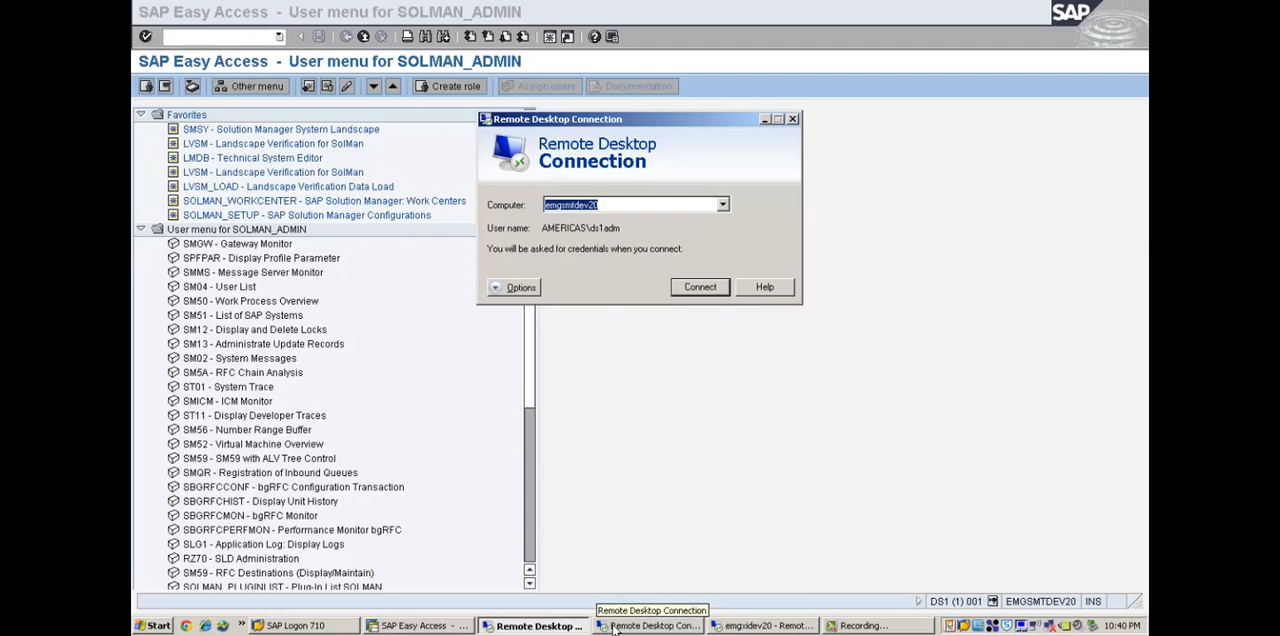 SAP Easy Access - User menu for SOLMAN_ADMIN
SAP
SAP Easy Access - User menu for SOLMAN_ADMIN
Other menu
Create role
Assign users
Documentation
Favorites
SMSY - Solution Manager System Landscape
LVSM - Landscape Verification for SolMan
LMDB - Technical System Editor
LVSM - Landscape Verification for SolMan
LVSM_LOAD - Landscape Verification Data Load
SOLMAN_WORKCENTER - SAP Solution Manager: Work Centers
SOLMAN_SETUP - SAP Solution Manager Configurations
User menu for SOLMAN_ADMIN
SMGW - Gateway Monitor
SPFPAR - Display Profile Parameter
SMMS - Message Server Monitor
SM04 - User List
SM50 - Work Process Overview
SM51 - List of SAP Systems
SM12 - Display and Delete Locks
SM13 - Administrate Update Records
SM02 - System Messages
SM5A - RFC Chain Analysis
ST01 - System Trace
SMICM - ICM Monitor
ST11 - Display Developer Traces
SM56 - Number Range Buffer
SM52 - Virtual Machine Overview
SM59 - SM59 with ALV Tree Control
SMQR - Registration of Inbound Queues
SBGRFCCONF - bgRFC Configuration Transaction
SBGRFCHIST - Display Unit History
SBGRFCMON - bgRFC Monitor
SBGRFCPERFMON - Performance Monitor bgRFC
SLG1 - Application Log: Display Logs
RZ70 - SLD Administration
SM59 - RFC Destinations (Display/Maintain)
SOLMAN_PLUGINLIST - Plug-In List SOLMAN
Remote Desktop Connection
Remote Desktop
Connection
Computer: emgsmtdev20
User name: AMERICAS\ds1adm
You will be asked for credentials when you connect.
Options
Connect
Help
DS1 (1) 001
EMGSMTDEV20
INS
Remote Desktop Connection
Start
»
SAP Logon 710
SAP Easy Access - ...
Remote Desktop ...
Remote Desktop Con...
emgxidev20 - Remot...
Recording...
10:40 PM